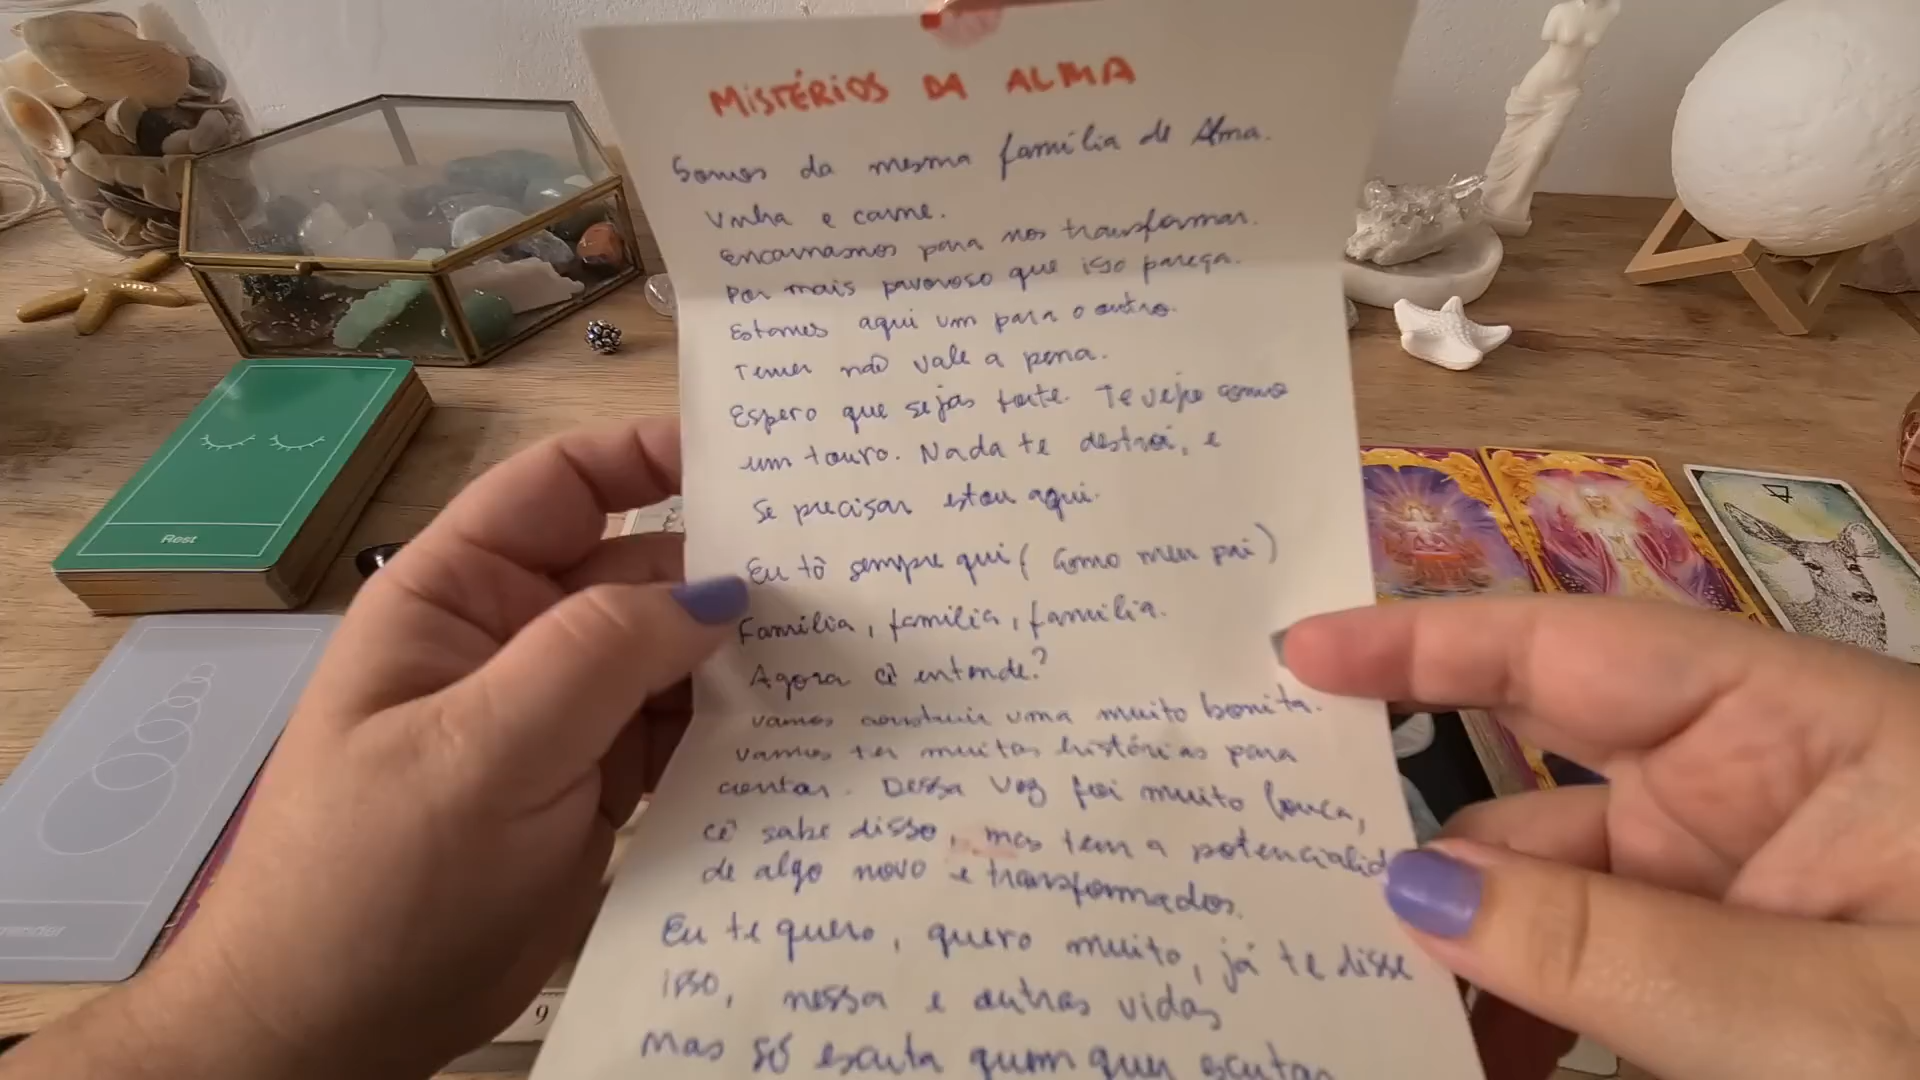 MISTÉRIOS DA ALMA
Somos da mesma família de Alma.
Unha e carne.
encarnamos para nos transformar.
Por mais pavoroso que isso pareça.
Estamos aqui um para o outro.
Temer não vale a pena.
Espero que sejas forte. Te vejo como
um touro. Nada te destroi, e
Se precisar estou aqui.
Eu tô sempre qui (como meu pai)
Família, família, família.
Agora cê entende?
vamos construir uma muito bonita.
vamos ter muitas histórias para
contar. Dessa vez foi muito louca,
cê sabe disso, mas tem a potencialid
de algo novo e transformador.
Eu te quero, quero muito, já te disse
isso, nessa e outras vidas
Mas só escuta quem quer escutar
Rest
9